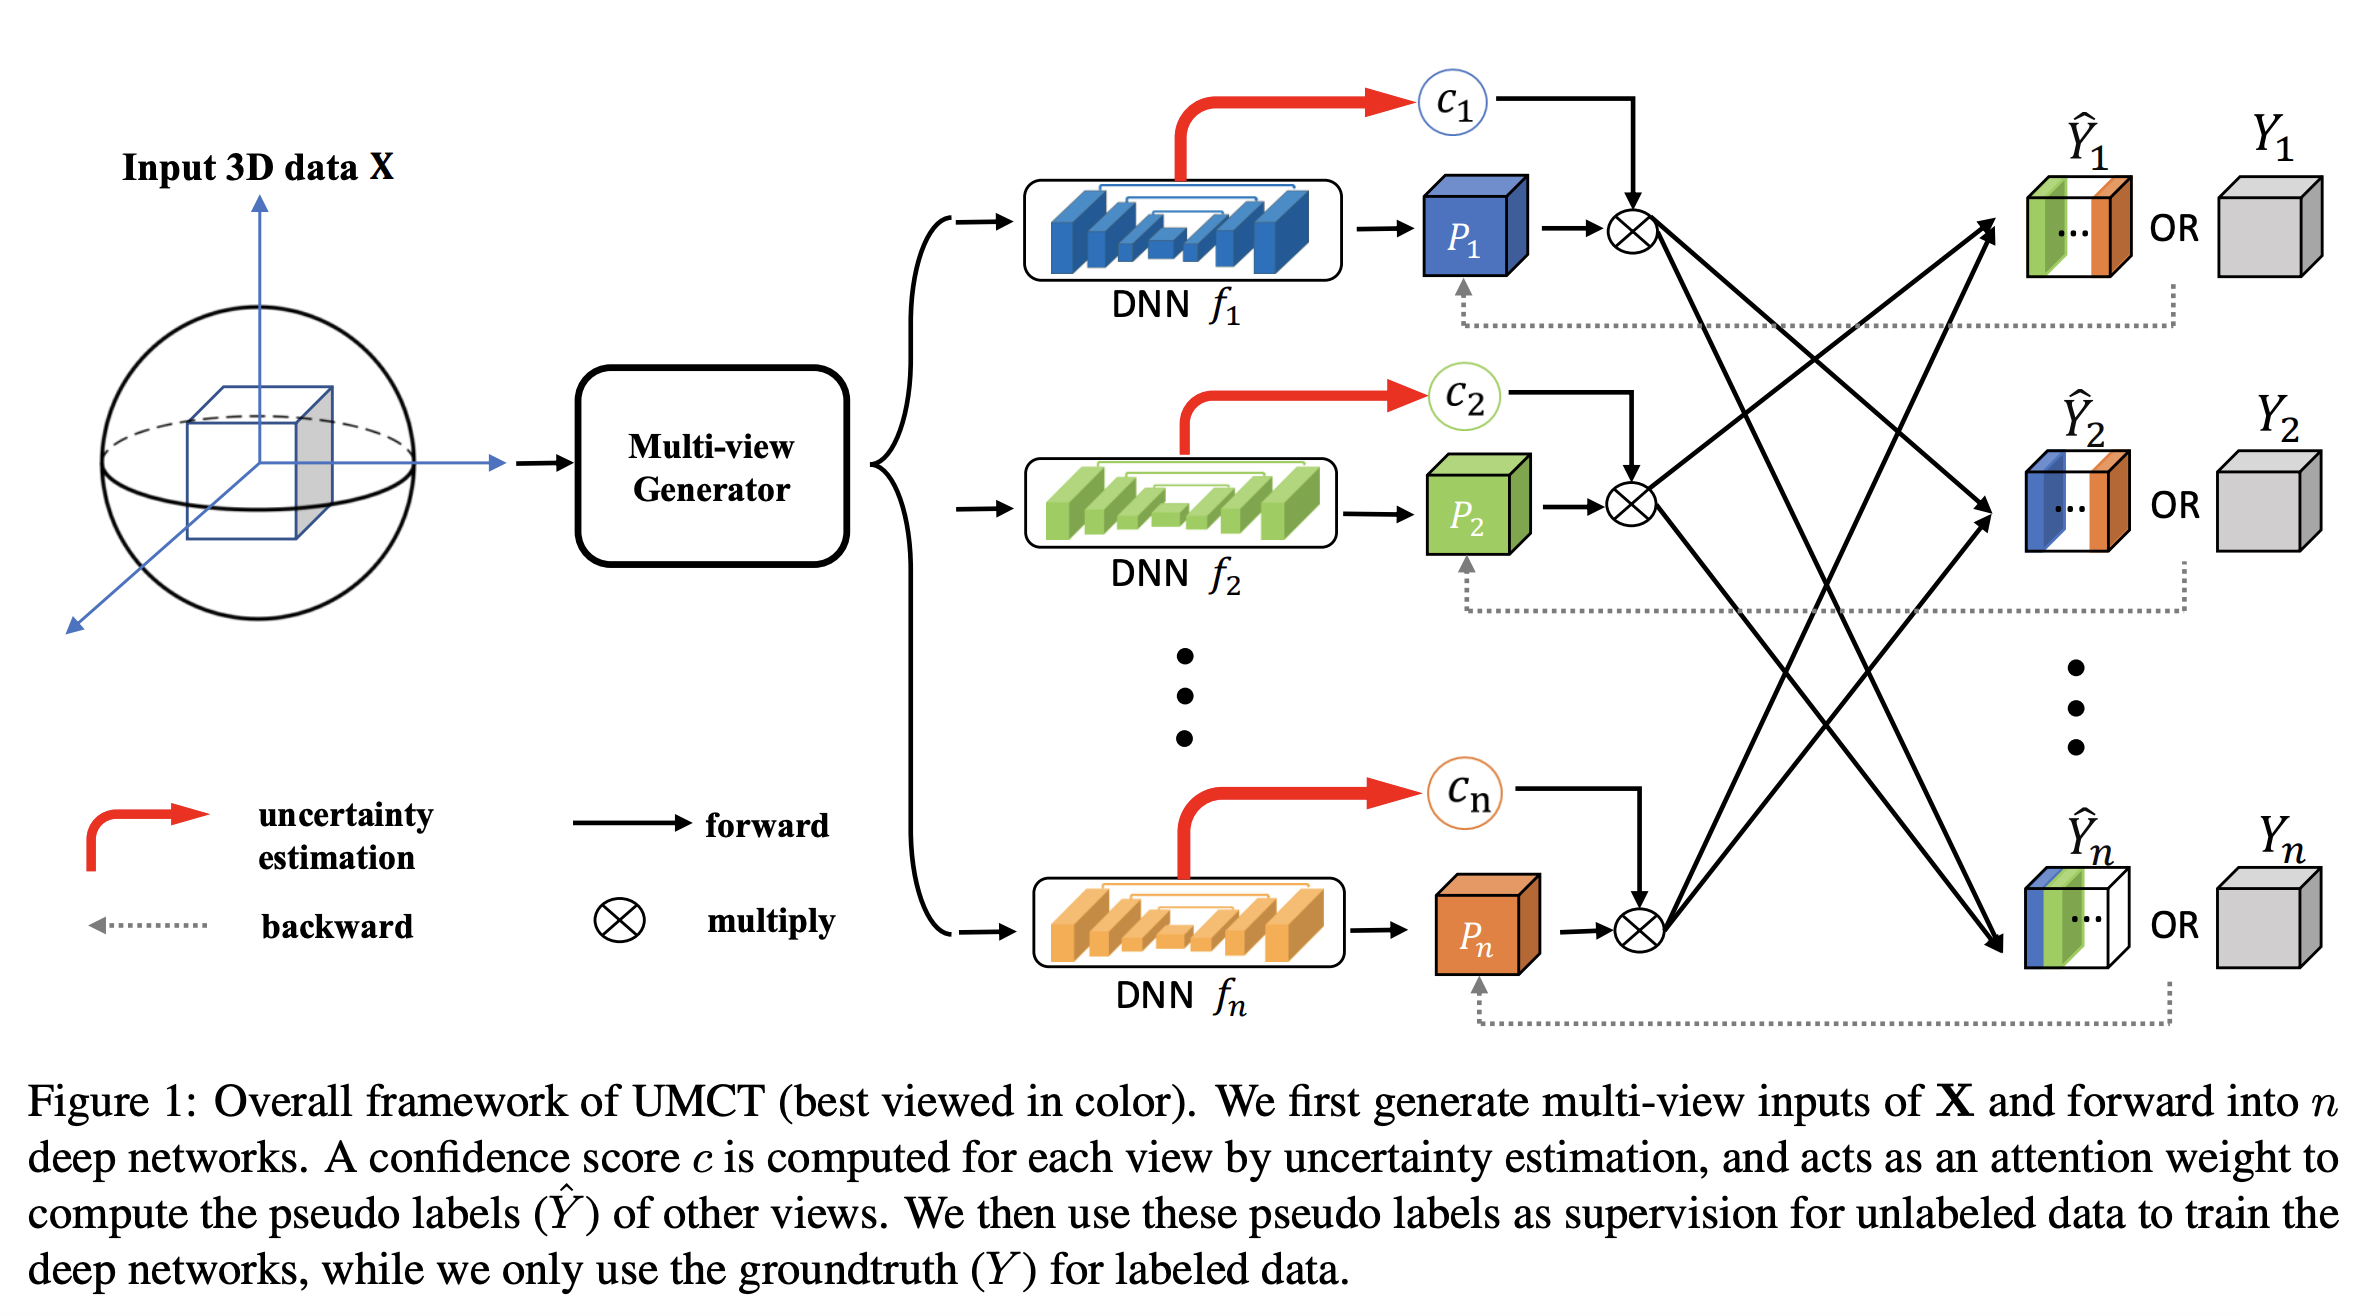 Input 3D data X
Multi-view
Generator
c₁
P₁
DNN f₁
Ŷ₁
Y₁
OR
c₂
P₂
DNN f₂
Ŷ₂
Y₂
OR
cₙ
Pₙ
DNN fₙ
Ŷₙ
Yₙ
OR
uncertainty
estimation
forward
backward
multiply
Figure 1: Overall framework of UMCT (best viewed in color). We first generate multi-view inputs of X and forward into n
deep networks. A confidence score c is computed for each view by uncertainty estimation, and acts as an attention weight to
compute the pseudo labels (Ŷ) of other views. We then use these pseudo labels as supervision for unlabeled data to train the
deep networks, while we only use the groundtruth (Y) for labeled data.